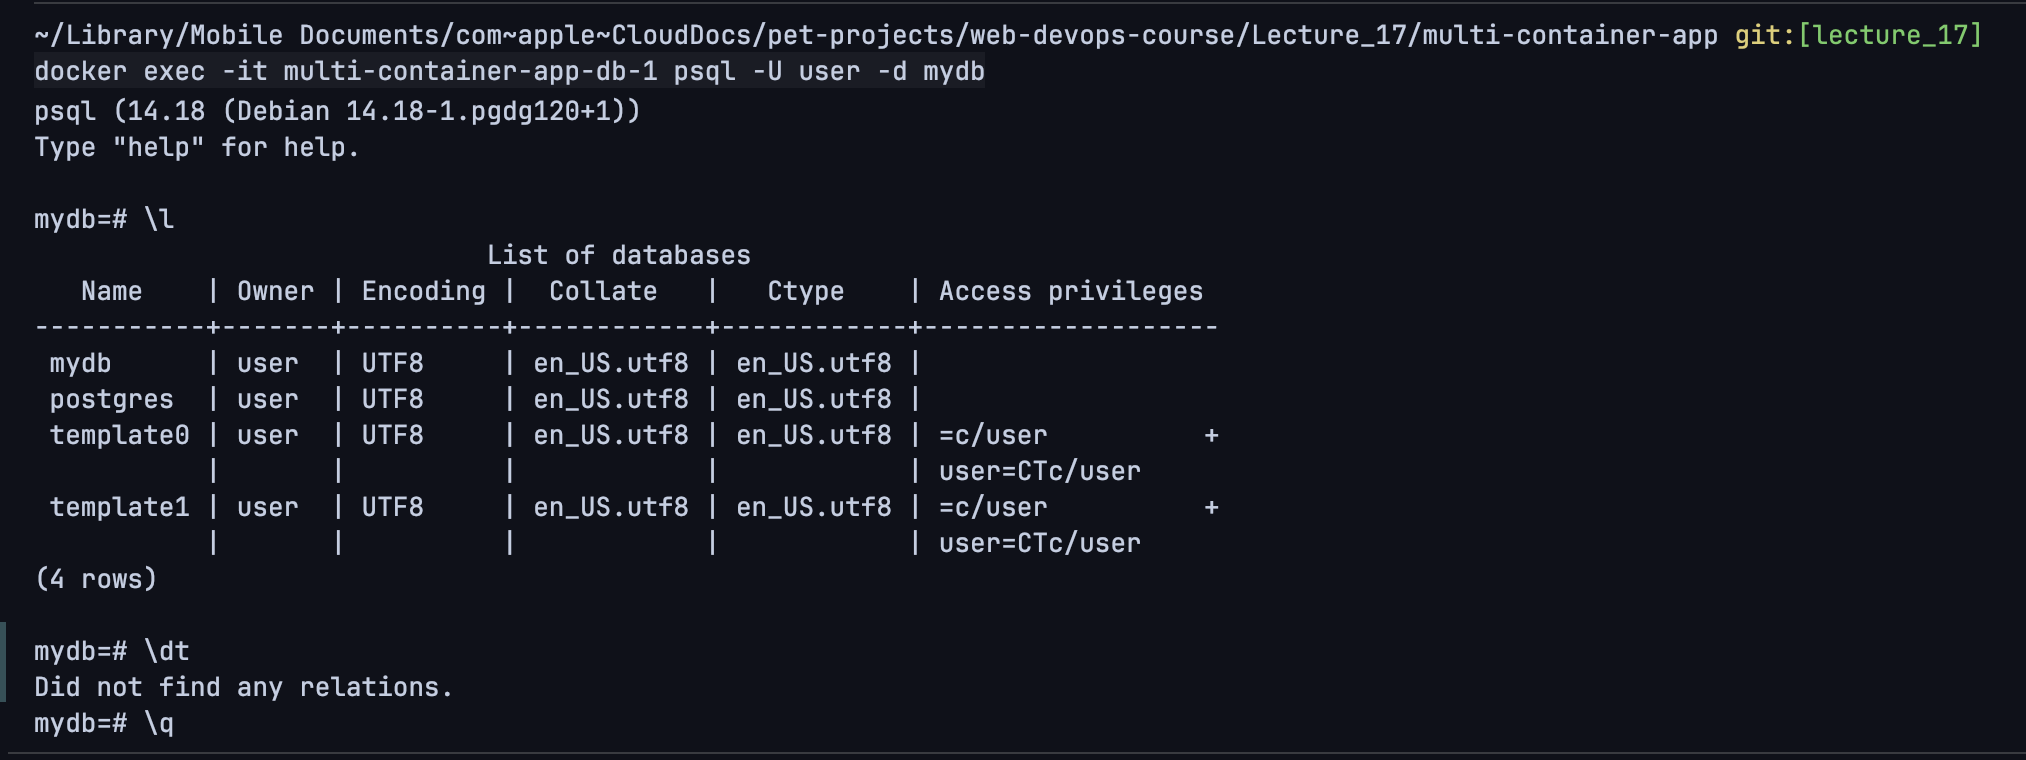 ~/Library/Mobile Documents/com~apple~CloudDocs/pet-projects/web-devops-course/Lecture_17/multi-container-app git:[lecture_17]
docker exec -it multi-container-app-db-1 psql -U user -d mydb
psql (14.18 (Debian 14.18-1.pgdg120+1))
Type "help" for help.

mydb=# \l
                             List of databases
   Name    | Owner | Encoding |  Collate   |   Ctype    | Access privileges
-----------+-------+----------+------------+------------+-------------------
 mydb      | user  | UTF8     | en_US.utf8 | en_US.utf8 |
 postgres  | user  | UTF8     | en_US.utf8 | en_US.utf8 |
 template0 | user  | UTF8     | en_US.utf8 | en_US.utf8 | =c/user          +
           |       |          |            |            | user=CTc/user
 template1 | user  | UTF8     | en_US.utf8 | en_US.utf8 | =c/user          +
           |       |          |            |            | user=CTc/user
(4 rows)

mydb=# \dt
Did not find any relations.
mydb=# \q